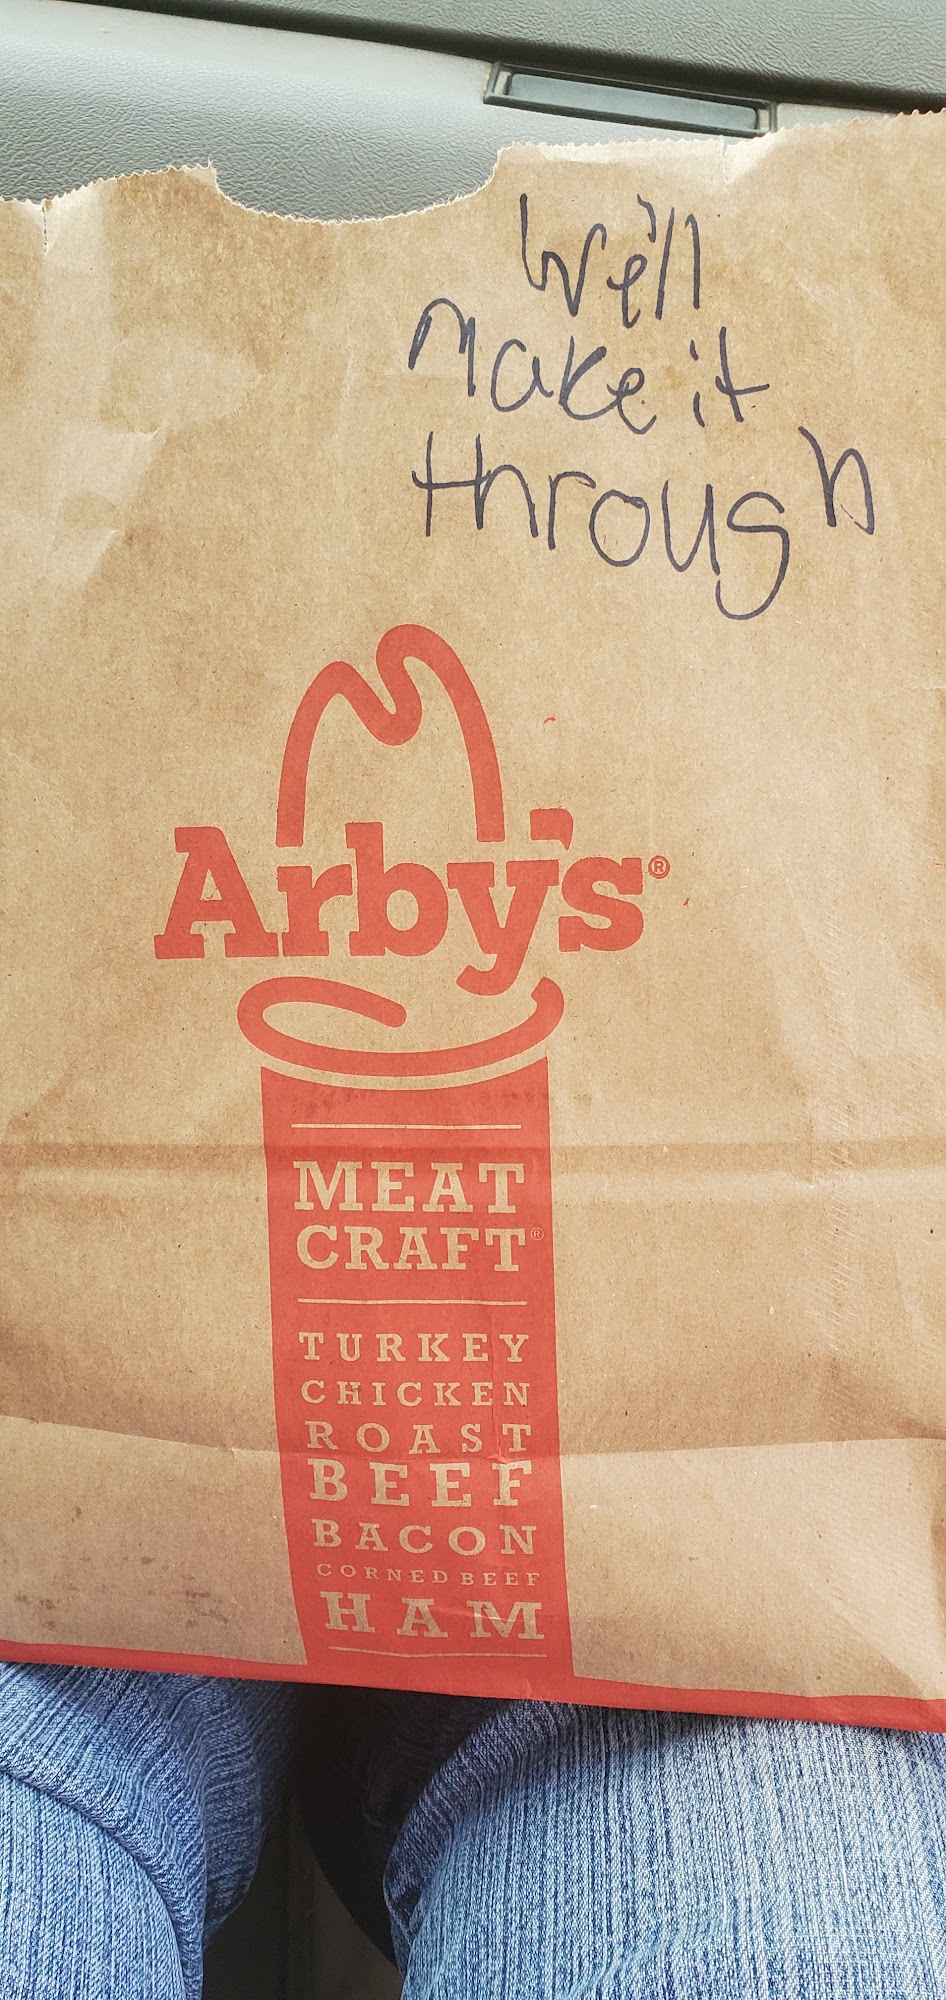 We'll
Make it
through
Arby's®
MEAT
CRAFT®
TURKEY
CHICKEN
ROAST
BEEF
BACON
CORNED BEEF
HAM